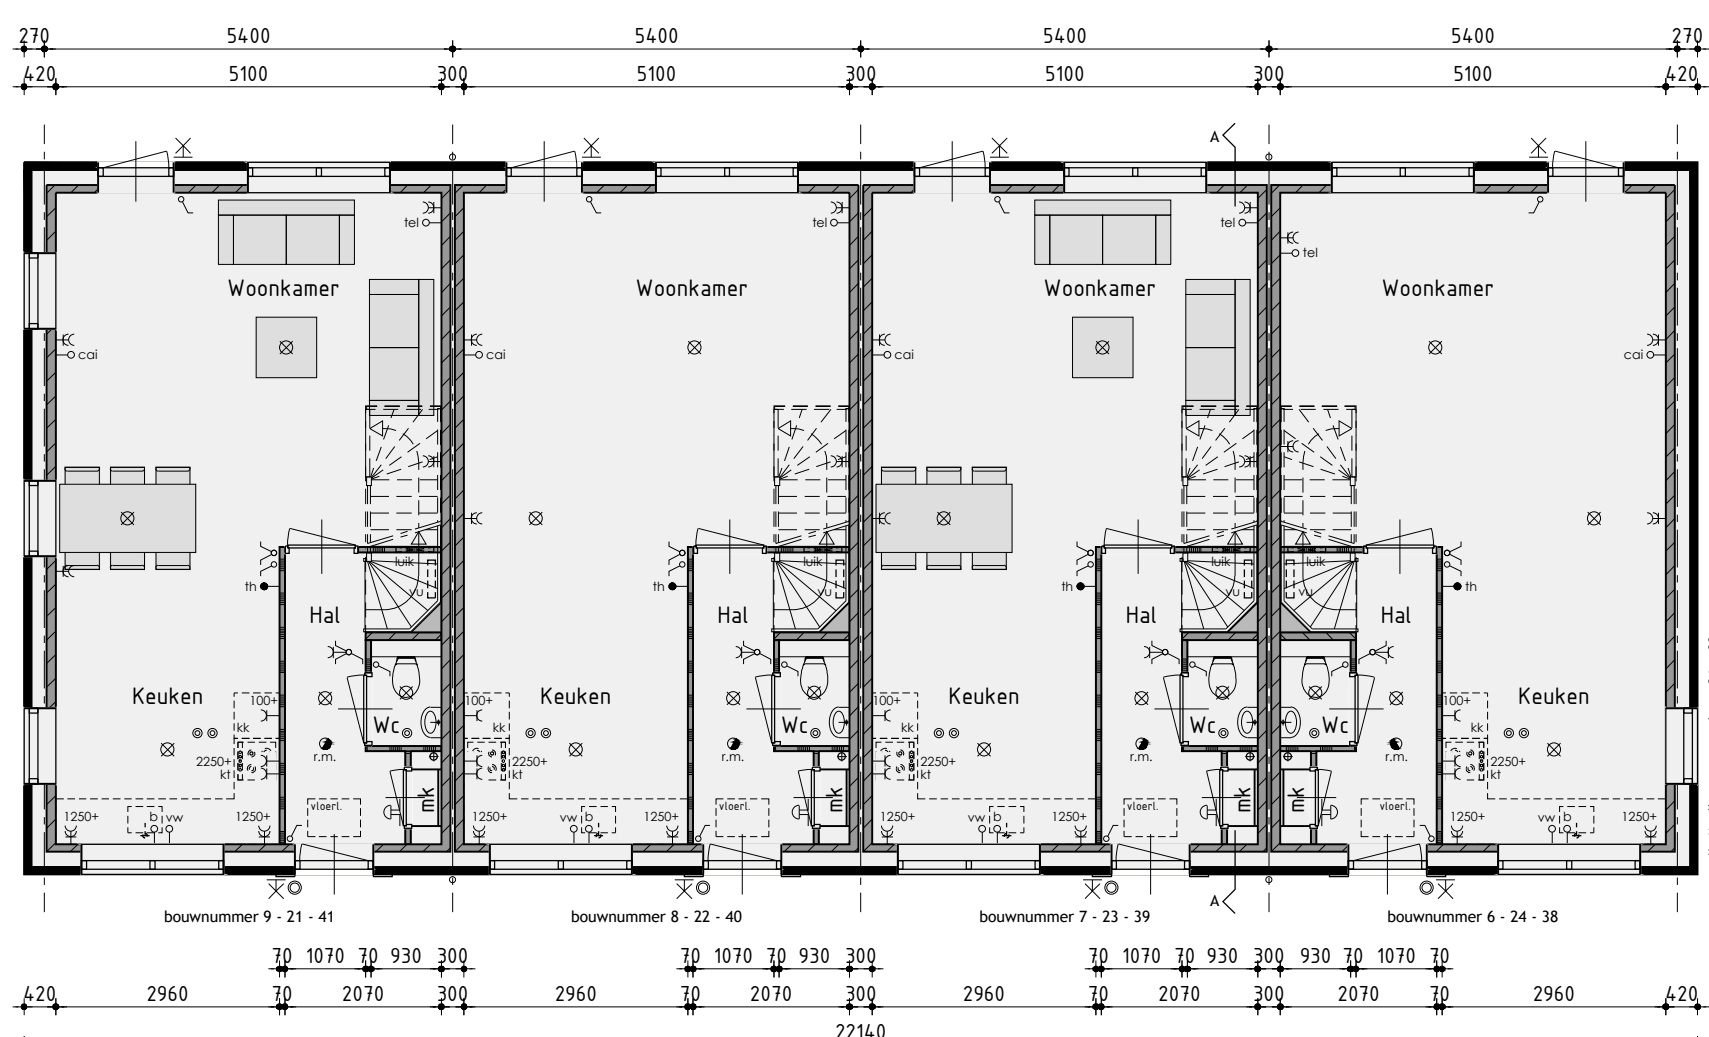 270 5400 5400 5400 5400 270
420 5100 300 5100 300 5100 300 5100 420
A
tel tel tel tel
Woonkamer Woonkamer Woonkamer Woonkamer
cai cai cai cai
luik luik luik luik
th vu th vu th vu vu th
Hal Hal Hal Hal
Keuken Keuken Keuken Keuken
100+ 100+ 100+ 100+
kk Wc kk Wc kk Wc Wc kk
2250+ r.m. 2250+ r.m. 2250+ r.m. r.m. 2250+
kt kt kt kt
mk mk mk mk
vloerl. vloerl. vloerl. vloerl.
1250+ b vw 1250+ 1250+ vw b 1250+ 1250+ vw b 1250+ 1250+ vw b 1250+
A
bouwnummer 9 - 21 - 41 bouwnummer 8 - 22 - 40 bouwnummer 7 - 23 - 39 bouwnummer 6 - 24 - 38
70 1070 70 930 300 70 1070 70 930 300 70 1070 70 930 300 930 70 1070 70
420 2960 70 2070 300 2960 70 2070 300 2960 70 2070 300 2070 70 2960 420
22140